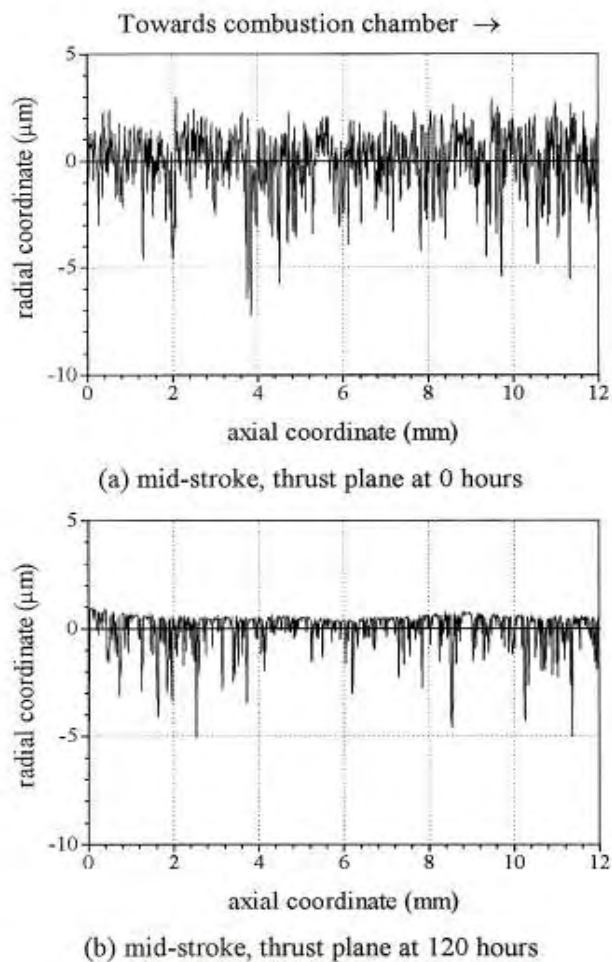 Towards combustion chamber →
5
0
-5
-10
radial coordinate (μm)
0 2 4 6 8 10 12
axial coordinate (mm)
(a) mid-stroke, thrust plane at 0 hours
5
0
-5
-10
radial coordinate (μm)
0 2 4 6 8 10 12
axial coordinate (mm)
(b) mid-stroke, thrust plane at 120 hours